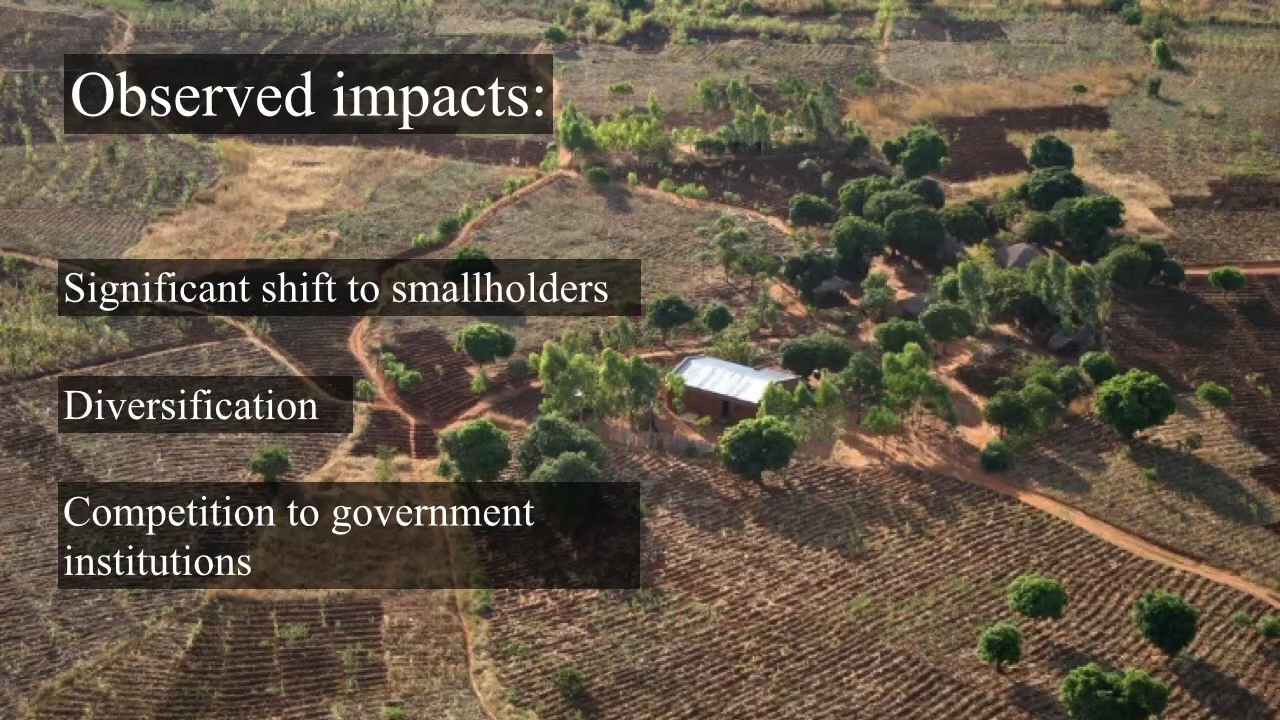 Observed impacts:
Significant shift to smallholders
Diversification
Competition to government
institutions